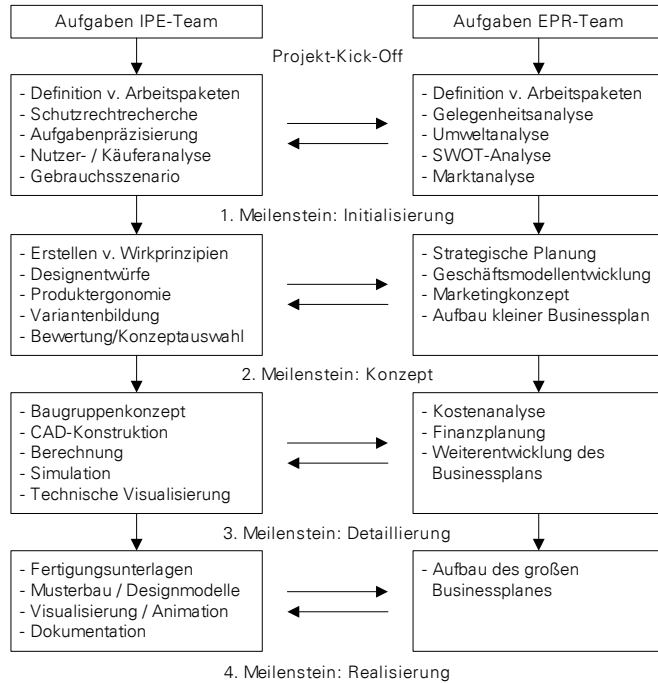 Aufgaben IPE-Team
Aufgaben EPR-Team
Projekt-Kick-Off
- Definition v. Arbeitspaketen
- Schutzrechtrecherche
- Aufgabenpräzisierung
- Nutzer- / Käuferanalyse
- Gebrauchsszenario
- Definition v. Arbeitspaketen
- Gelegenheitsanalyse
- Umweltanalyse
- SWOT-Analyse
- Marktanalyse
1. Meilenstein: Initialisierung
- Erstellen v. Wirkprinzipien
- Designentwürfe
- Produktergonomie
- Variantenbildung
- Bewertung/Konzeptauswahl
- Strategische Planung
- Geschäftsmodellentwicklung
- Marketingkonzept
- Aufbau kleiner Businessplan
2. Meilenstein: Konzept
- Baugruppenkonzept
- CAD-Konstruktion
- Berechnung
- Simulation
- Technische Visualisierung
- Kostenanalyse
- Finanzplanung
- Weiterentwicklung des
Businessplans
3. Meilenstein: Detaillierung
- Fertigungsunterlagen
- Musterbau / Designmodelle
- Visualisierung / Animation
- Dokumentation
- Aufbau des großen
Businessplanes
4. Meilenstein: Realisierung